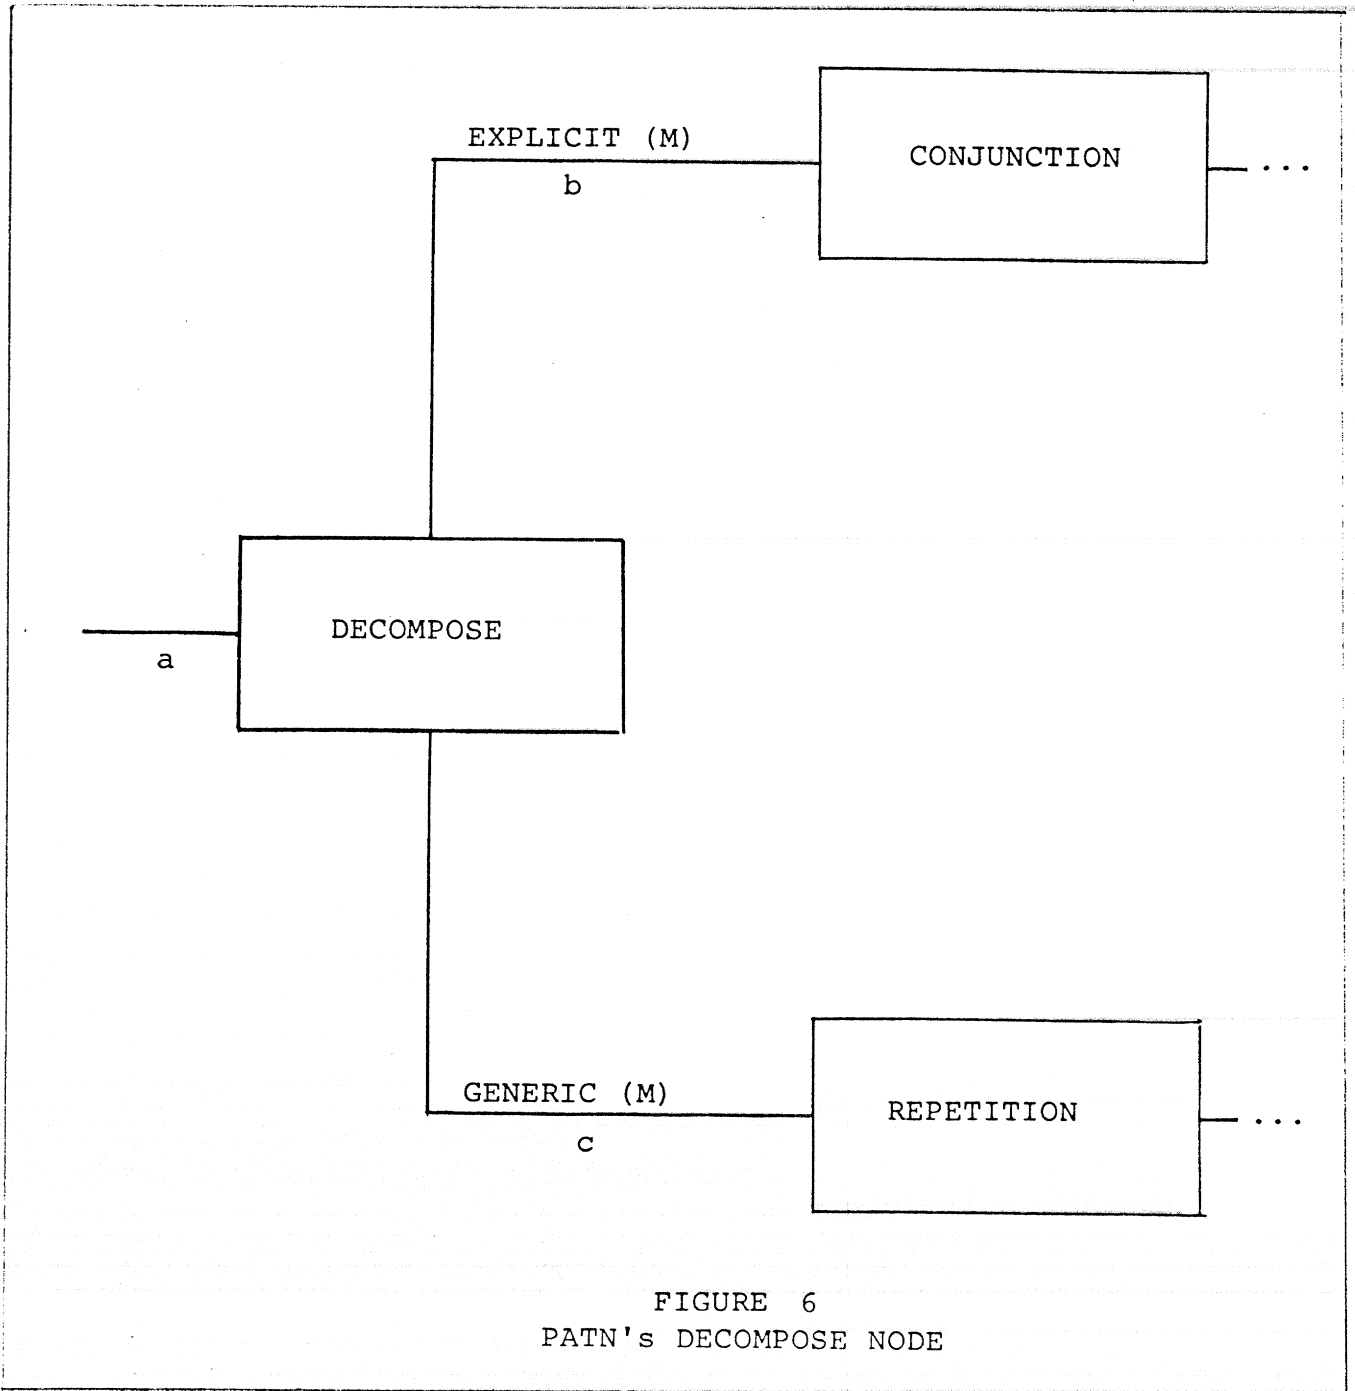 EXPLICIT (M)
b
CONJUNCTION
...
DECOMPOSE
a
GENERIC (M)
c
REPETITION
...
FIGURE 6
PATN's DECOMPOSE NODE